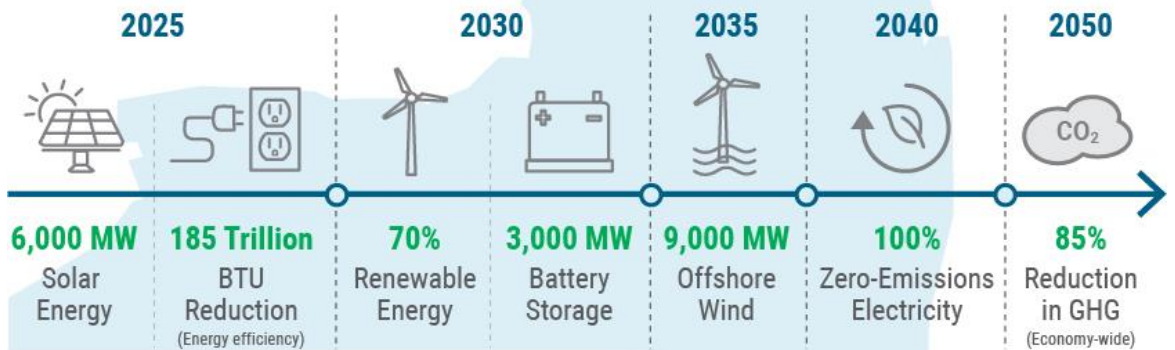 2025
2030
2035
2040
2050
CO₂
6,000 MW
Solar
Energy
185 Trillion
BTU
Reduction
(Energy efficiency)
70%
Renewable
Energy
3,000 MW
Battery
Storage
9,000 MW
Offshore
Wind
100%
Zero-Emissions
Electricity
85%
Reduction
in GHG
(Economy-wide)